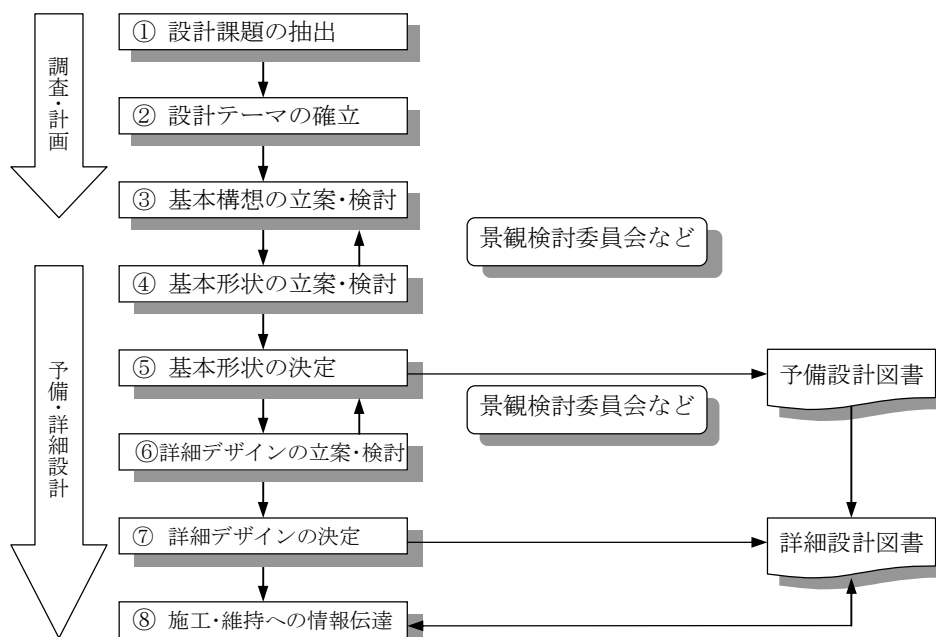 調査・計画
① 設計課題の抽出
② 設計テーマの確立
③ 基本構想の立案・検討
景観検討委員会など
④ 基本形状の立案・検討
予備・詳細設計
⑤ 基本形状の決定
予備設計図書
景観検討委員会など
⑥詳細デザインの立案・検討
⑦ 詳細デザインの決定
詳細設計図書
⑧ 施工・維持への情報伝達